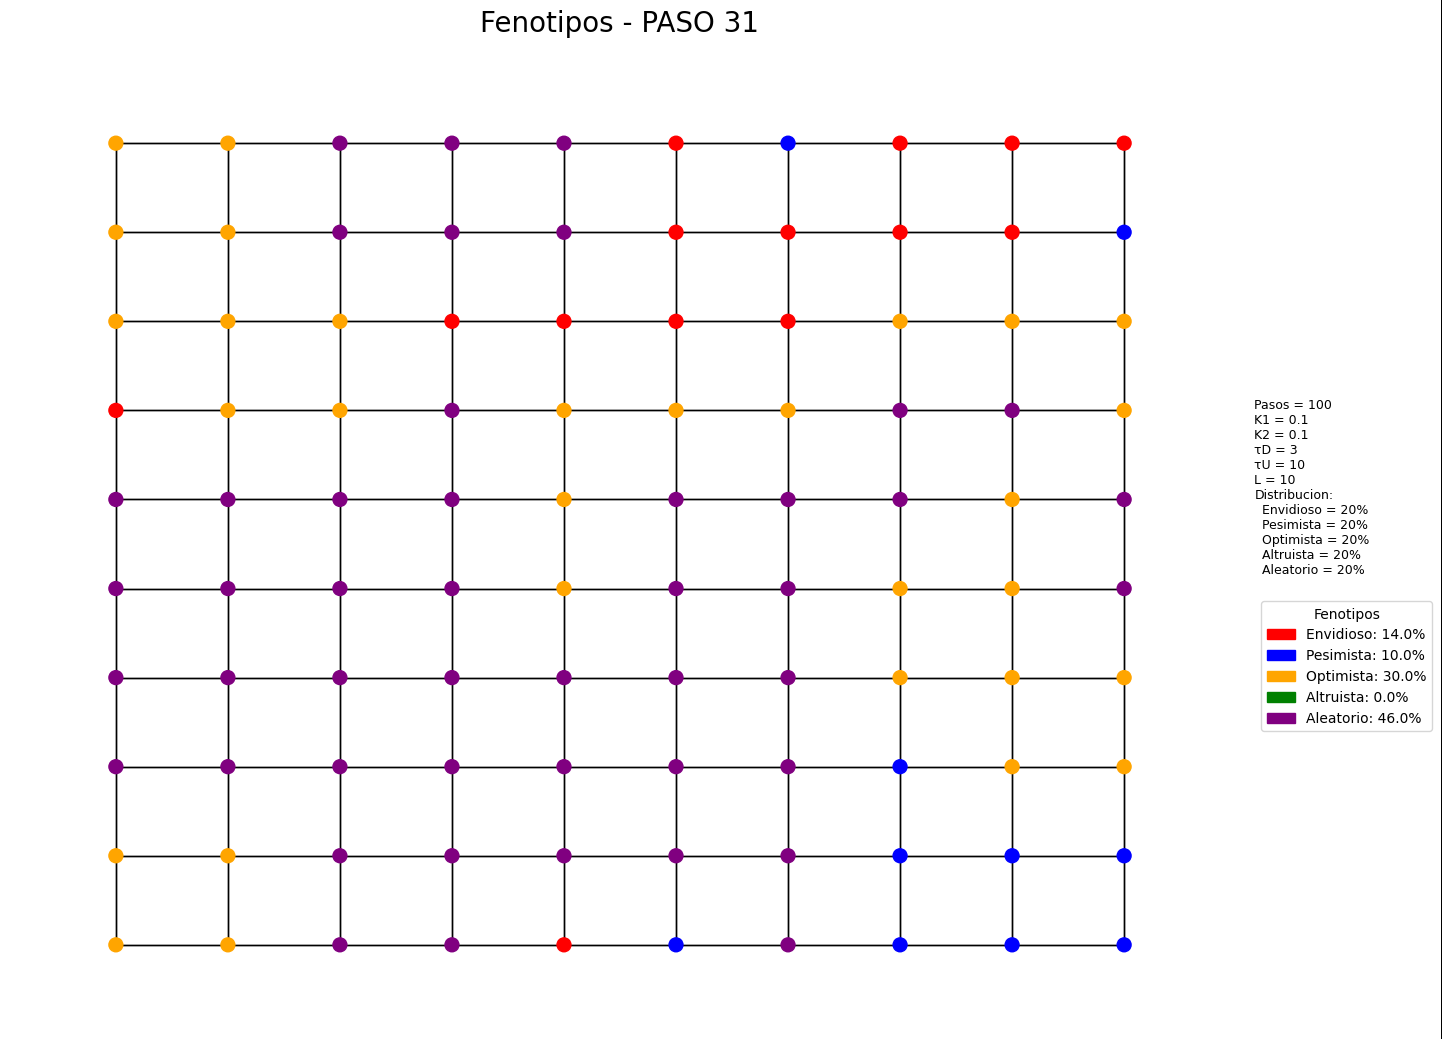 Fenotipos - PASO 31
Pasos = 100
K1 = 0.1
K2 = 0.1
τD = 3
τU = 10
L = 10
Distribucion:
Envidioso = 20%
Pesimista = 20%
Optimista = 20%
Altruista = 20%
Aleatorio = 20%
Fenotipos
Envidioso: 14.0%
Pesimista: 10.0%
Optimista: 30.0%
Altruista: 0.0%
Aleatorio: 46.0%